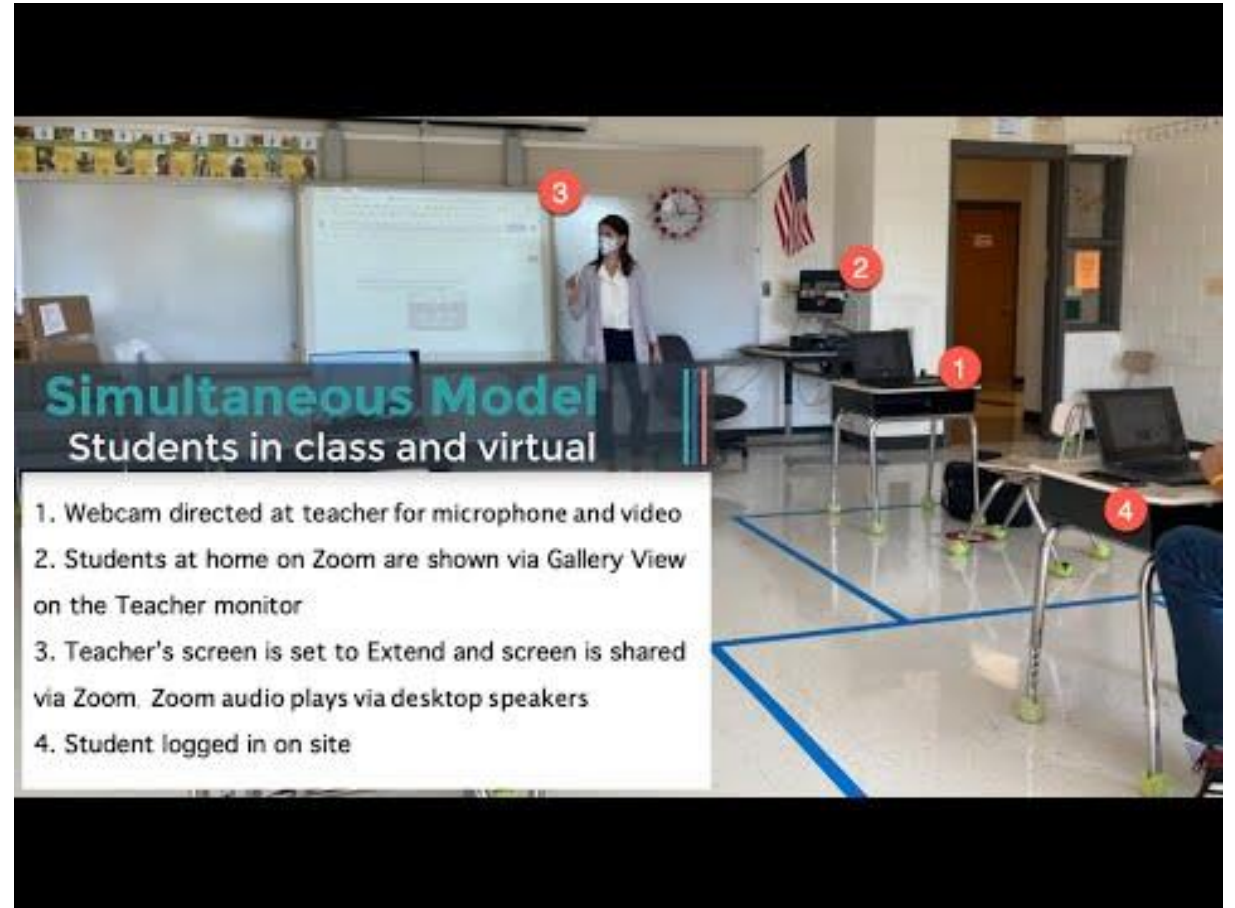 3
2
1
4
Simultaneous Model
Students in class and virtual
1. Webcam directed at teacher for microphone and video
2. Students at home on Zoom are shown via Gallery View
on the Teacher monitor
3. Teacher's screen is set to Extend and screen is shared
via Zoom. Zoom audio plays via desktop speakers
4. Student logged in on site